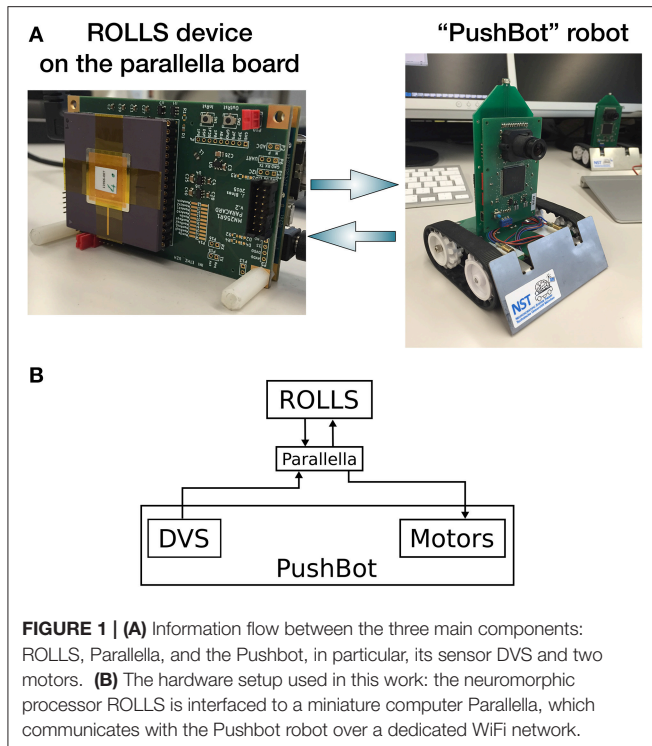 A
ROLLS device
on the parallella board
"PushBot" robot
NST
B
ROLLS
Parallella
DVS
Motors
PushBot
FIGURE 1 | (A) Information flow between the three main components:
ROLLS, Parallella, and the Pushbot, in particular, its sensor DVS and two
motors. (B) The hardware setup used in this work: the neuromorphic
processor ROLLS is interfaced to a miniature computer Parallella, which
communicates with the Pushbot robot over a dedicated WiFi network.